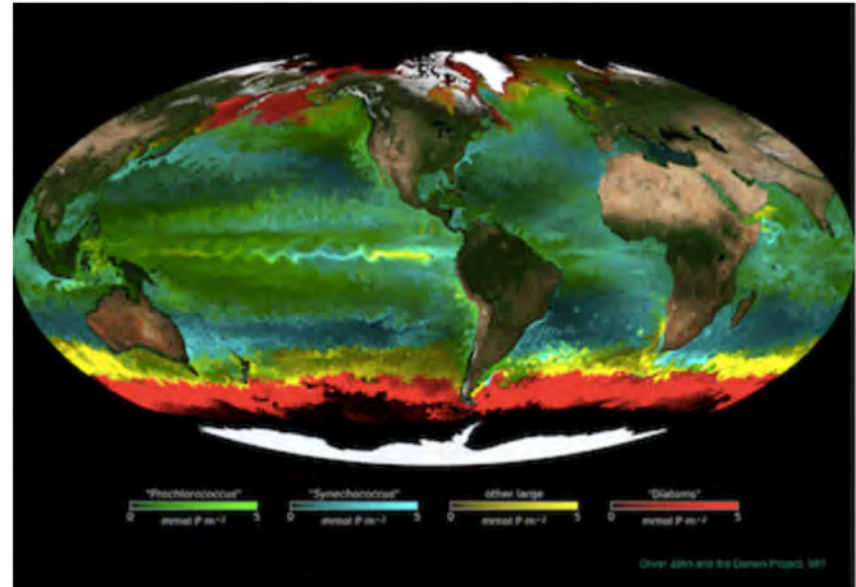 "Prochlorococcus" "Synechococcus" other large "Diatoms"
0 5 0 5 0 5 0 5
mmol P m⁻² mmol P m⁻² mmol P m⁻² mmol P m⁻²
Oliver Jahn and the Darwin Project, MIT